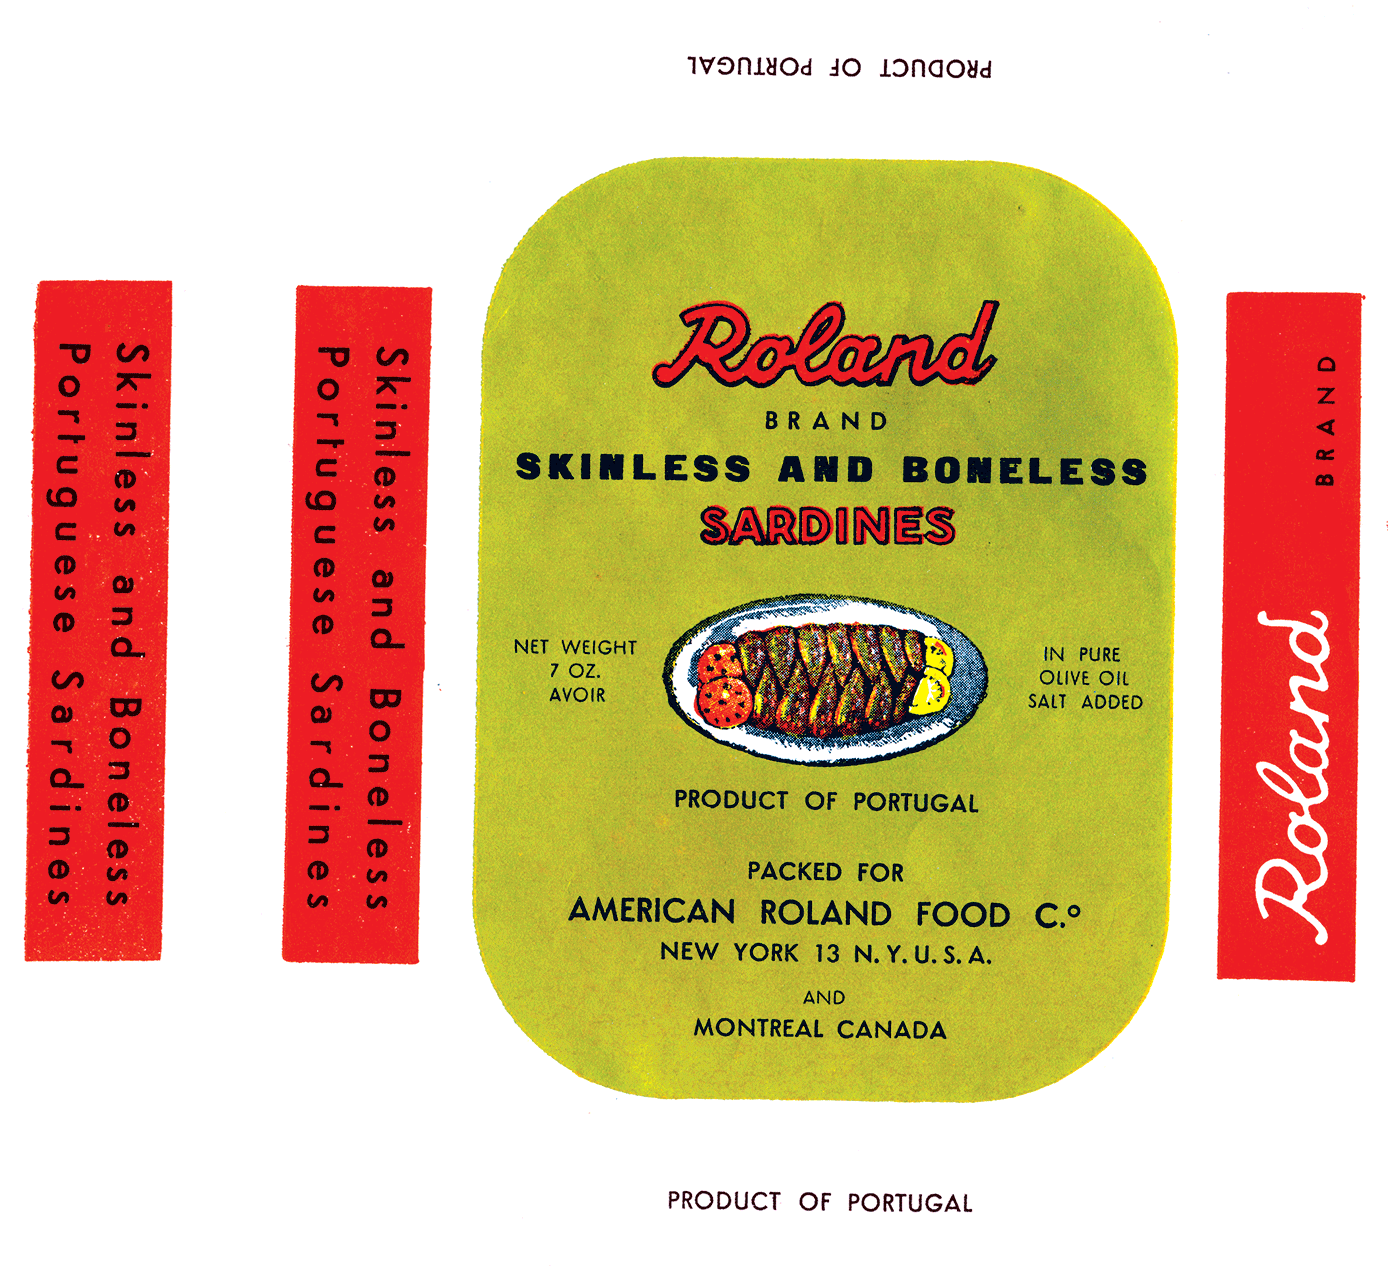 PRODUCT OF PORTUGAL
Skinless and Boneless
Portuguese Sardines
Skinless and Boneless
Portuguese Sardines
Roland
BRAND
SKINLESS AND BONELESS
SARDINES
NET WEIGHT
7 OZ.
AVOIR
IN PURE
OLIVE OIL
SALT ADDED
PRODUCT OF PORTUGAL
PACKED FOR
AMERICAN ROLAND FOOD C.º
NEW YORK 13 N.Y.U.S.A.
AND
MONTREAL CANADA
Roland
BRAND
PRODUCT OF PORTUGAL